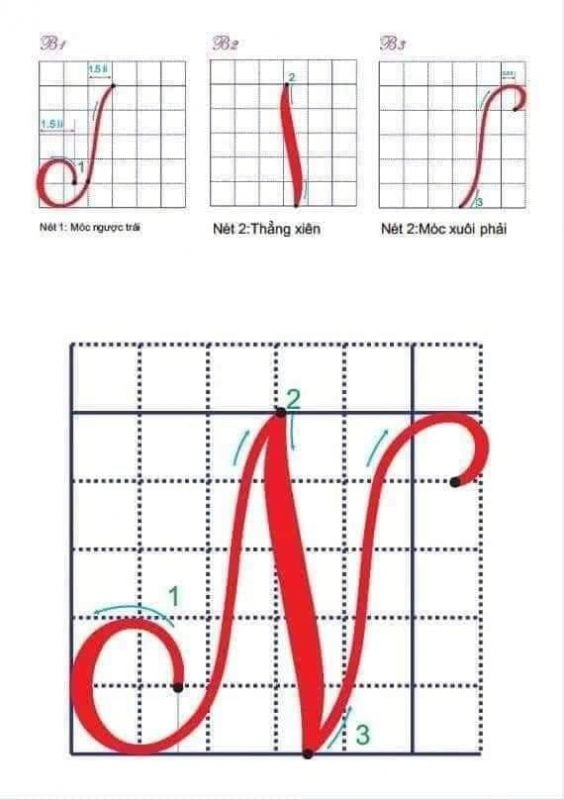 B1 B2 B3
1.5 li
1.5 li
1
2
3
Nét 1: Móc ngược trái
Nét 2:Thẳng xiên
Nét 2:Móc xuôi phải
2
1
3
N